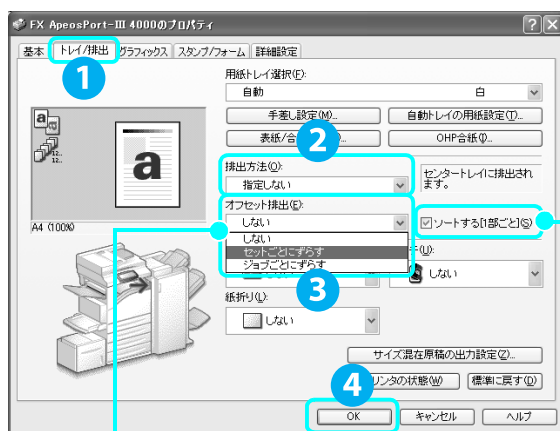 FX ApeosPort-III 4000のプロパティ
基本 トレイ/排出 グラフィックス スタンプ/フォーム 詳細設定
1
用紙トレイ選択(F):
自動 白
手差し設定(M)... 自動トレイの用紙設定(T)...
表紙/合 OHP合紙(I)...
2
排出方法(O):
指定しない
センタートレイに排出され
ます。
オフセット排出(E):
しない
ソートする[1部ごと](S)
しない
セットごとにずらす
ジョブごとにずらす
(U):
しない
しない
3
紙折り(L):
しない
a
a
12..
12..
a
A4 (100%)
サイズ混在原稿の出力設定(Z)...
リンタの状態(W) 標準に戻す(D)
4
OK キャンセル ヘルプ